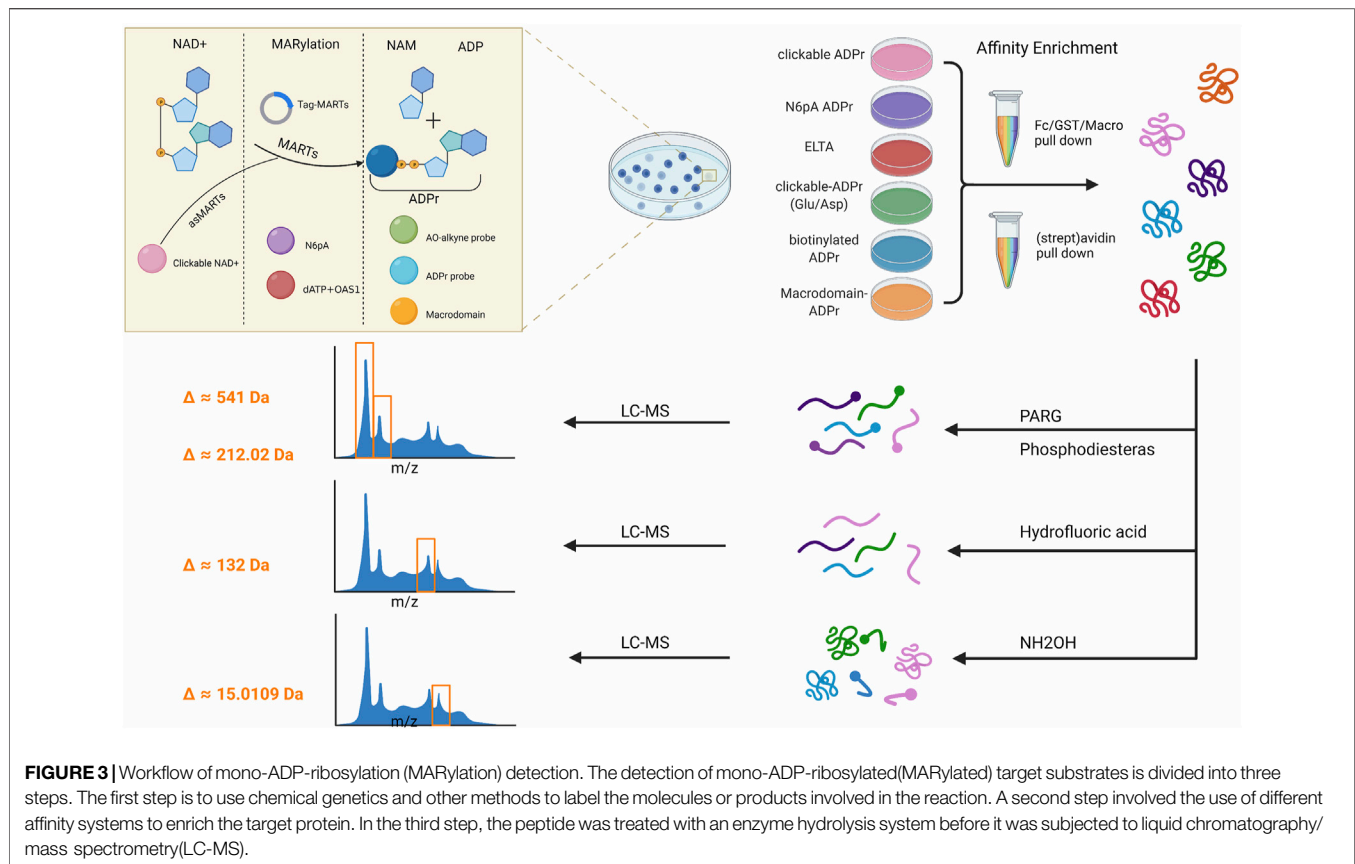 NAD+
MARylation
NAM
ADP
Tag-MARTs
MARTs
asMARTs
Clickable NAD+
N6pA
dATP+OAS1
P
P
+
P
P
ADPr
AO-alkyne probe
ADPr probe
Macrodomain
clickable ADPr
N6pA ADPr
ELTA
clickable-ADPr
(Glu/Asp)
biotinylated
ADPr
Macrodomain-
ADPr
Affinity Enrichment
Fc/GST/Macro
pull down
(strept)avidin
pull down
Δ ≈ 541 Da
Δ ≈ 212.02 Da
m/z
LC-MS
PARG
Phosphodiesteras
Δ ≈ 132 Da
m/z
LC-MS
Hydrofluoric acid
Δ ≈ 15.0109 Da
m/z
LC-MS
NH2OH
FIGURE 3 | Workflow of mono-ADP-ribosylation (MARylation) detection. The detection of mono-ADP-ribosylated(MARylated) target substrates is divided into three
steps. The first step is to use chemical genetics and other methods to label the molecules or products involved in the reaction. A second step involved the use of different
affinity systems to enrich the target protein. In the third step, the peptide was treated with an enzyme hydrolysis system before it was subjected to liquid chromatography/
mass spectrometry(LC-MS).